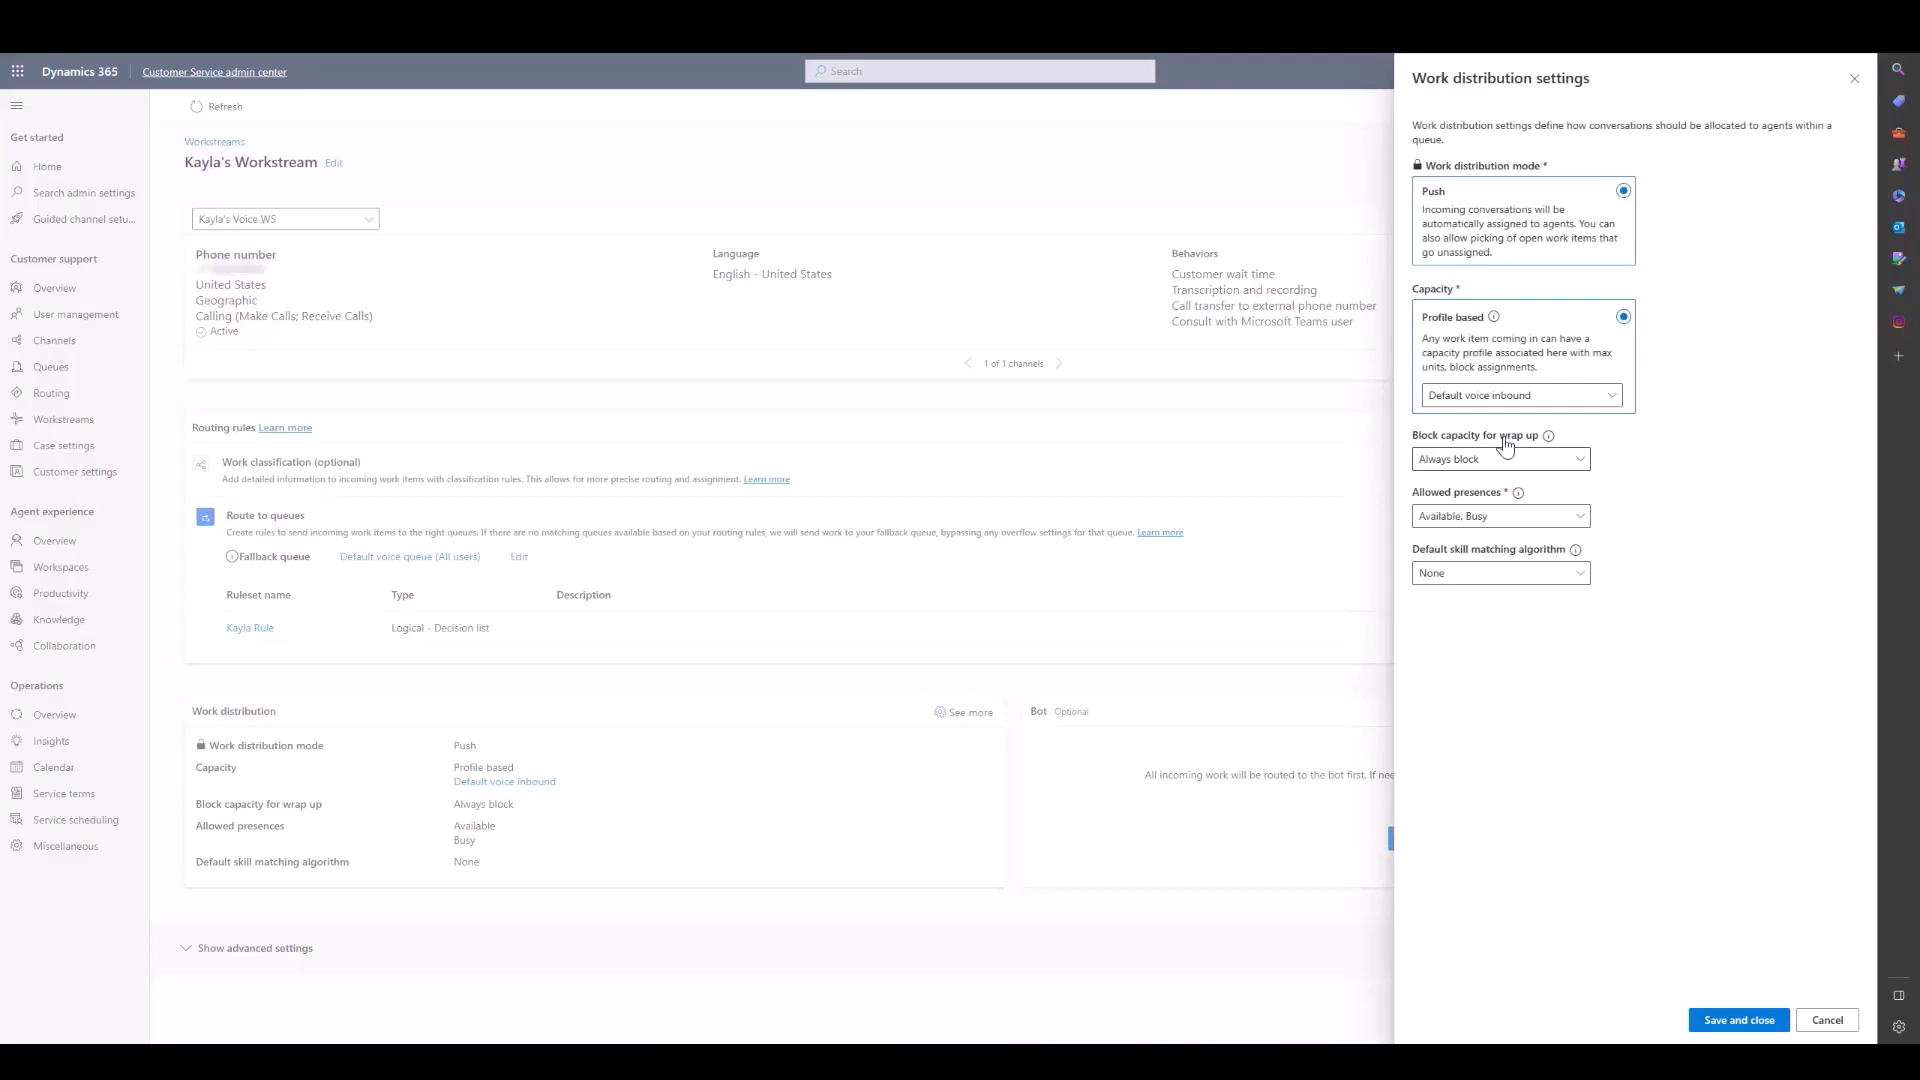 Dynamics 365
Customer Service admin center
Search
Refresh
Get started
Home
Search admin settings
Guided channel setu...
Customer support
Overview
User management
Channels
Queues
Routing
Workstreams
Case settings
Customer settings
Agent experience
Overview
Workspaces
Productivity
Knowledge
Collaboration
Operations
Overview
Insights
Calendar
Service terms
Service scheduling
Miscellaneous
Workstreams
Kayla's Workstream Edit
Kayla's Voice WS
Phone number
United States
Geographic
Calling (Make Calls; Receive Calls)
Active
Language
English - United States
Behaviors
Customer wait time
Transcription and recording
Call transfer to external phone number
Consult with Microsoft Teams user
1 of 1 channels
Routing rules Learn more
Work classification (optional)
Add detailed information to incoming work items with classification rules. This allows for more precise routing and assignment. Learn more
Route to queues
Create rules to send incoming work items to the right queues. If there are no matching queues available based on your routing rules, we will send work to your fallback queue, bypassing any overflow settings for that queue. Learn more
Fallback queue Default voice queue (All users) Edit
Ruleset name Type Description
Kayla Rule Logical - Decision list
Work distribution See more
Work distribution mode Push
Capacity Profile based
Default voice inbound
Block capacity for wrap up Always block
Allowed presences Available
Busy
Default skill matching algorithm None
Bot Optional
All incoming work will be routed to the bot first. If nee
Show advanced settings
Work distribution settings
Work distribution settings define how conversations should be allocated to agents within a
queue.
Work distribution mode *
Push
Incoming conversations will be
automatically assigned to agents. You can
also allow picking of open work items that
go unassigned.
Capacity *
Profile based
Any work item coming in can have a
capacity profile associated here with max
units, block assignments.
Default voice inbound
Block capacity for wrap up
Always block
Allowed presences *
Available, Busy
Default skill matching algorithm
None
Save and close
Cancel